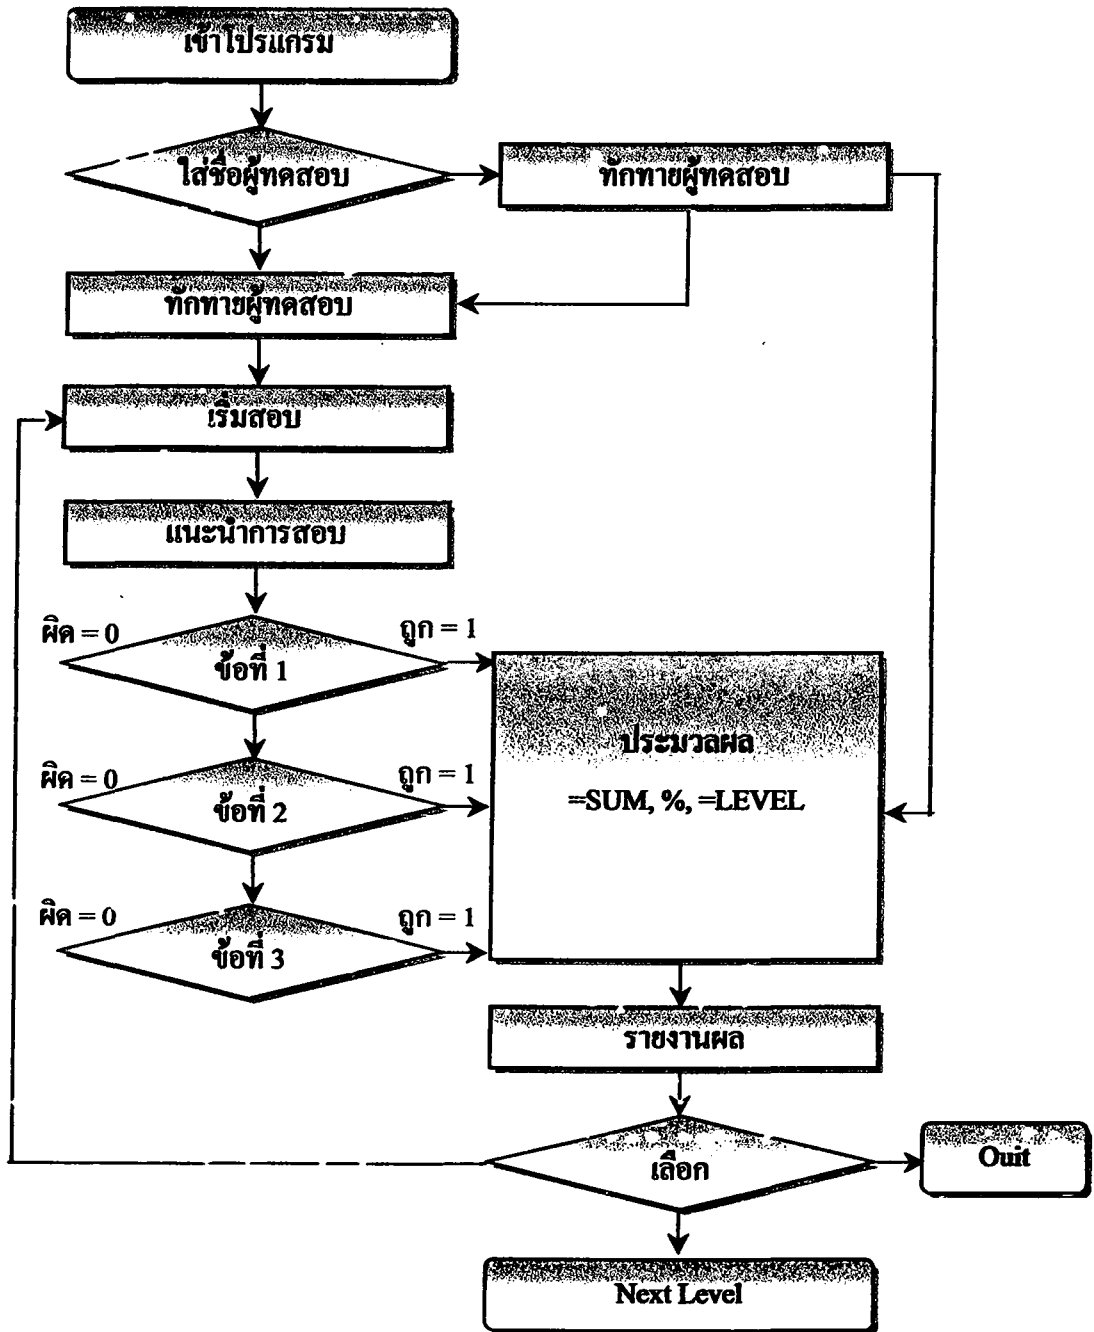 เข้าโปรแกรม
ใส่ชื่อผู้ทดสอบ
ทักทายผู้ทดสอบ
ทักทายผู้ทดสอบ
เริ่มสอบ
แนะนำการสอบ
ผิด = 0
ถูก = 1
ข้อที่ 1
ประมวลผล
=SUM, %, =LEVEL
ผิด = 0
ถูก = 1
ข้อที่ 2
ผิด = 0
ถูก = 1
ข้อที่ 3
รายงานผล
เลือก
Quit
Next Level